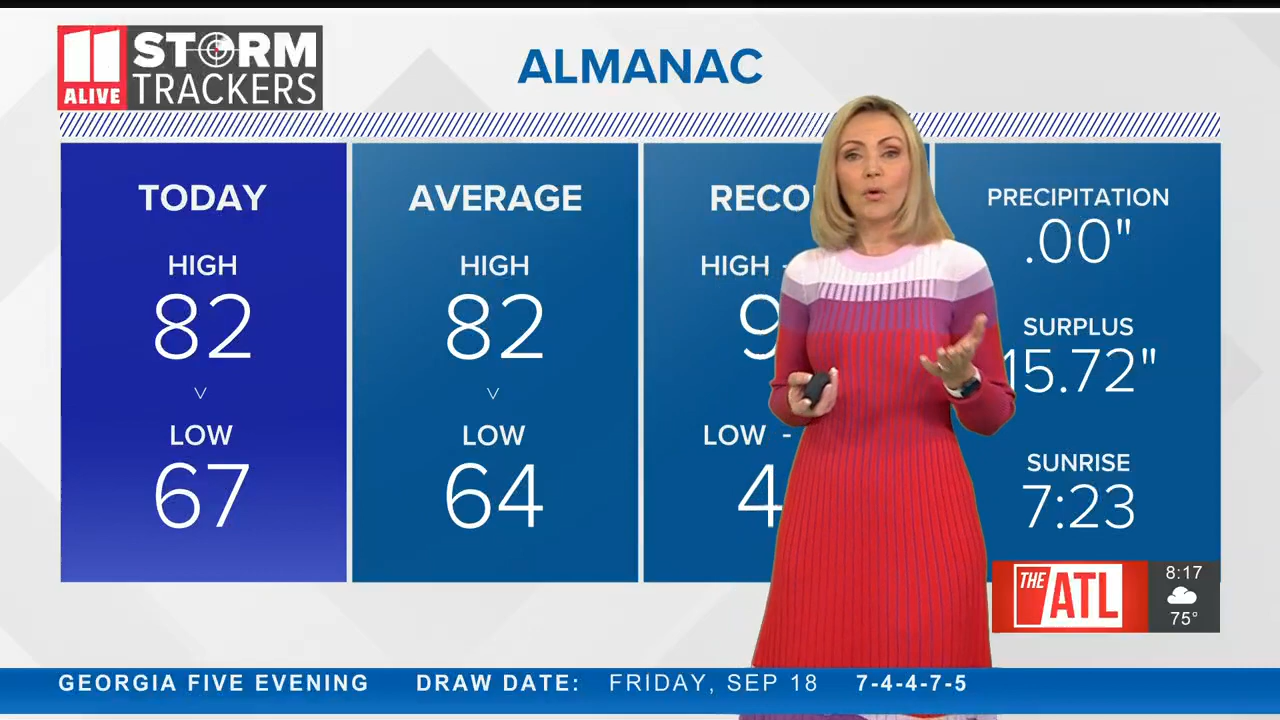 11 ALIVE
STORM TRACKERS
ALMANAC
TODAY
HIGH
82
LOW
67
AVERAGE
HIGH
82
LOW
64
HIGH -
LOW -
PRECIPITATION
.00"
SURPLUS
15.72"
SUNRISE
7:23
THE ATL
8:17
75°
GEORGIA FIVE EVENING DRAW DATE: FRIDAY, SEP 18 7-4-4-7-5